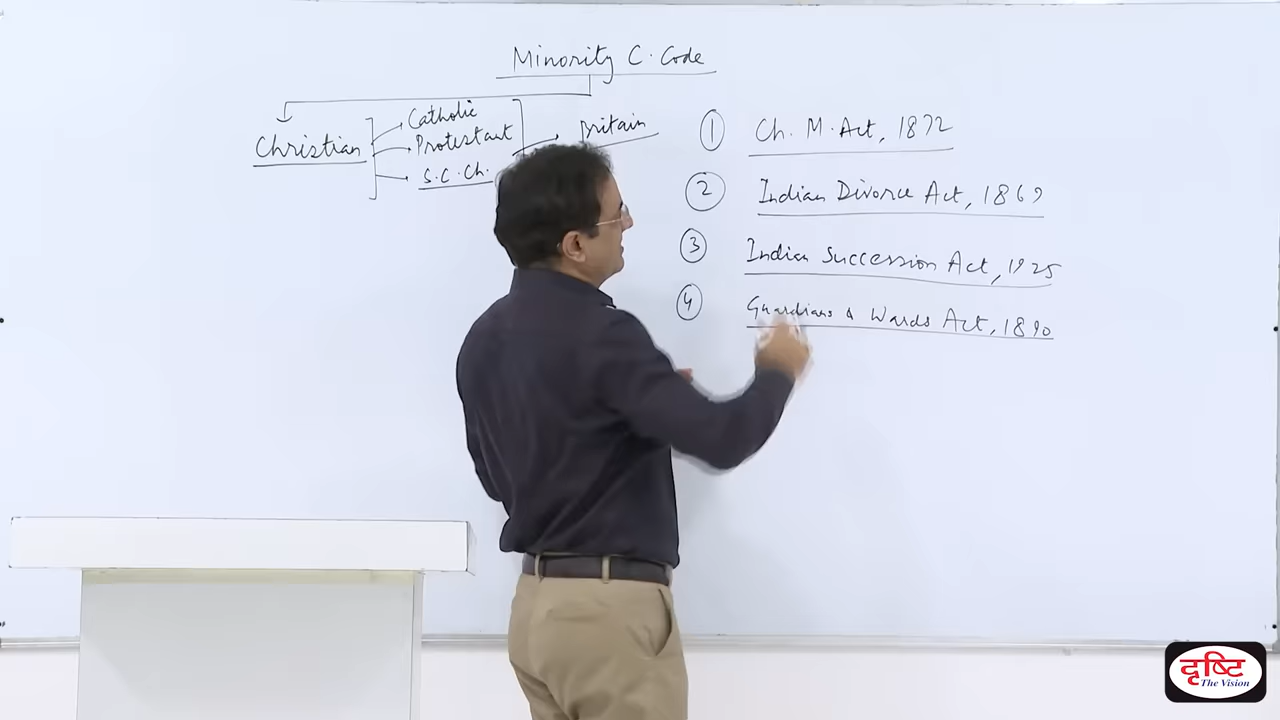 Minority C. Code
Christian
Catholic
Protestant
S.C.Ch.
Britain
1 Ch. M. Act, 1872
2 Indian Divorce Act, 1869
3 Indian Succession Act, 1925
4 Guardians & Wards Act, 1890
दृष्टि
The Vision